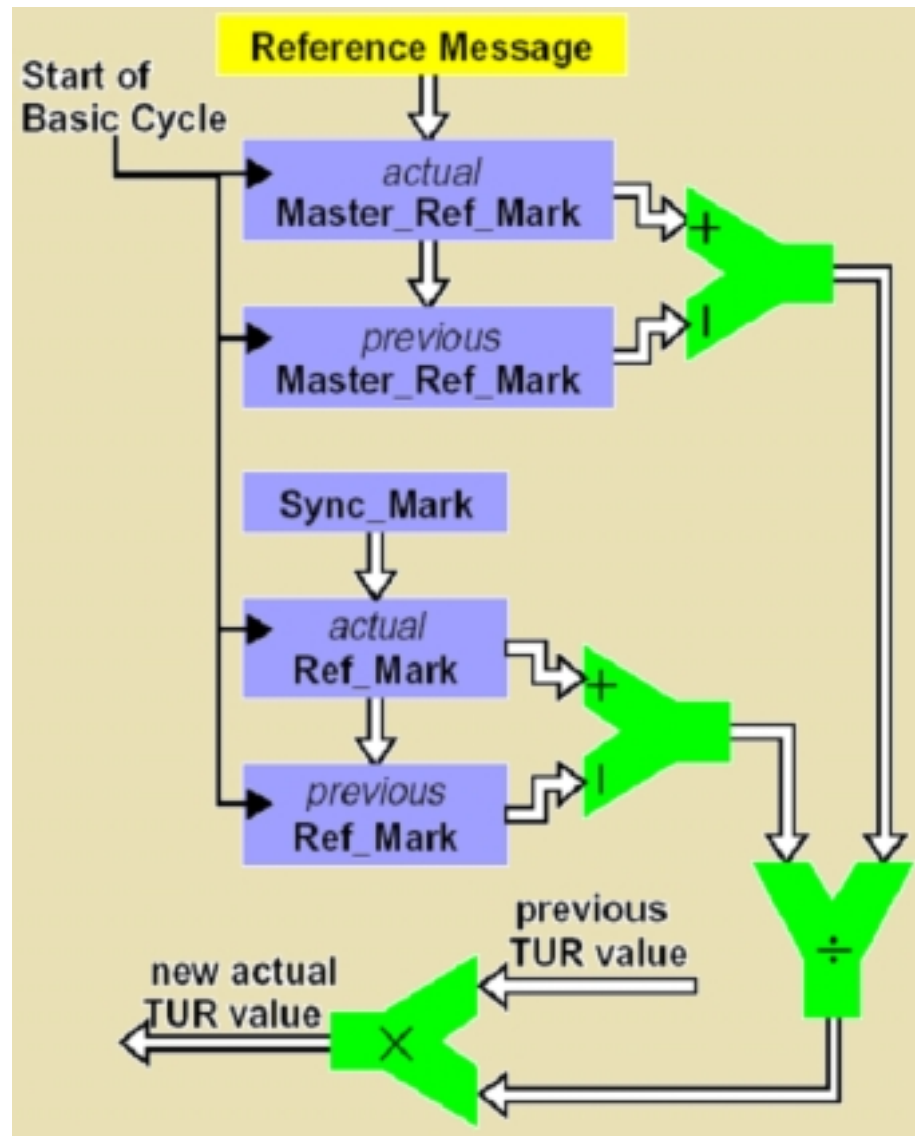 Reference Message
Start of
Basic Cycle
actual
Master_Ref_Mark
+
previous
Master_Ref_Mark
−
Sync_Mark
actual
Ref_Mark
+
previous
Ref_Mark
−
previous
TUR value
÷
new actual
TUR value
×